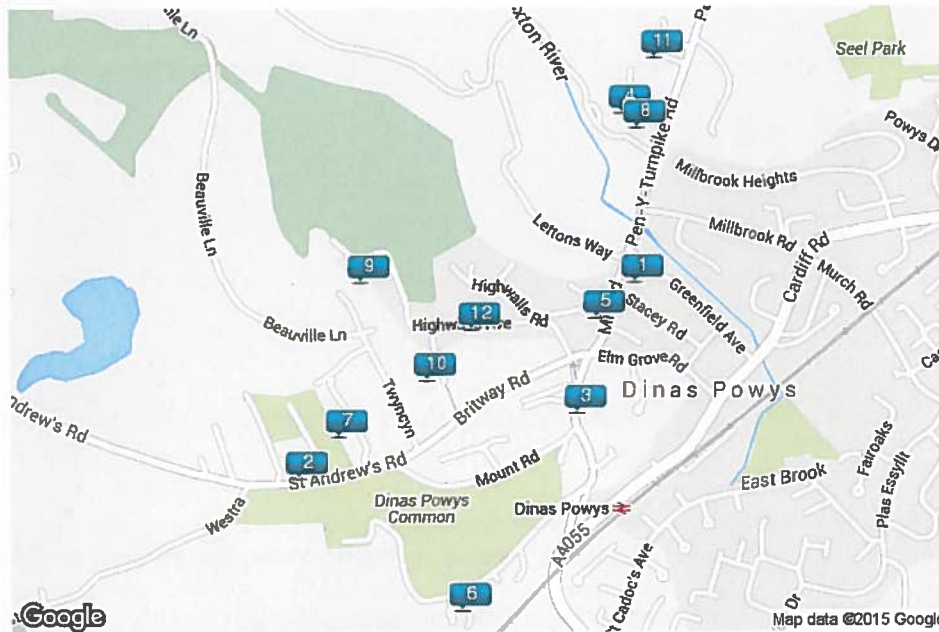 Seel Park
11
8
Millbrook Heights
Pen-Y-Turnpike Rd
Beauville Ln
Lettons Way
Millbrook Rd
Cardiff Rd
Murch Rd
9
1
Greenfield Ave
Highwalls Rd
5
Stacey Rd
12
Beauville Ln
10
Elm Grove Rd
Britway Rd
Twyncyn
3
Dinas Powys
7
2
St Andrew's Rd
Mount Rd
East Brook
Fairoaks
Plas Essyllt
Westra
Dinas Powys
Common
Dinas Powys
A4055
6
Dr
Google
Map data ©2015 Google